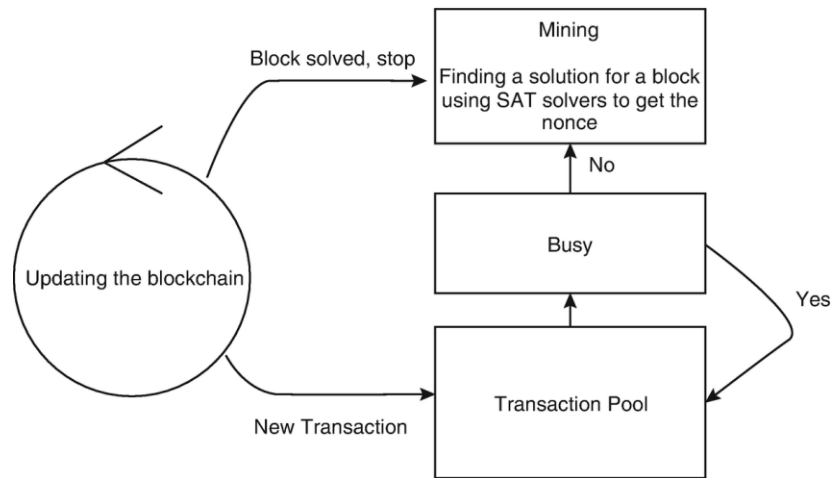 Block solved, stop
Mining
Finding a solution for a block
using SAT solvers to get the
nonce
No
Updating the blockchain
Busy
Yes
Transaction Pool
New Transaction